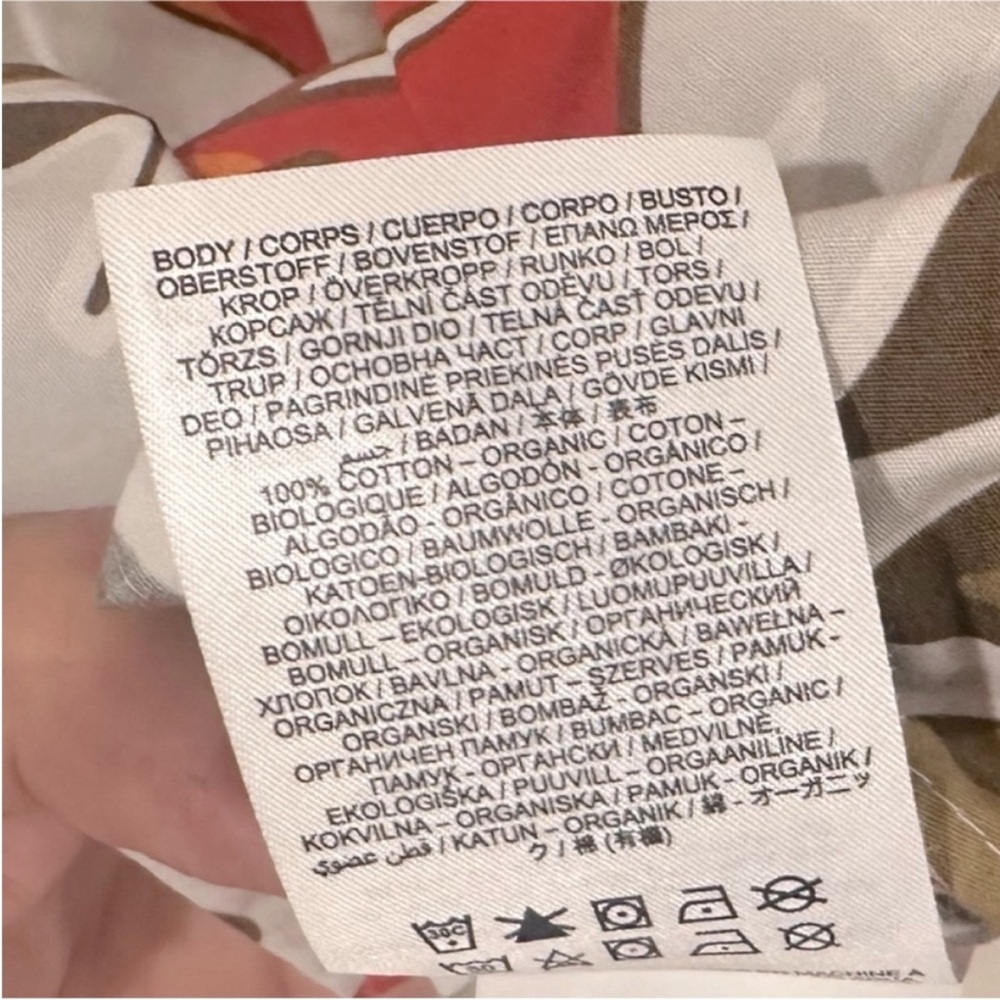 BODY / CORPS / CUERPO / CORPO / BUSTO /
OBERSTOFF / BOVENSTOF / ΕΠΑΝΩ ΜΕΡΟΣ /
KROP / ÖVERKROPP / RUNKO / BOL /
КОРСАЖ / TĚLNÍ ČÁST ODĚVU / TORS /
TÖRZS / GORNJI DIO / TELNÁ ČASŤ ODEVU /
TRUP / ОСНОВНА ЧАСТ / CORP / GLAVNI
DEO / PAGRINDINĖ PRIEKINĖS PUSĖS DALIS /
PIHAOSA / GALVENĀ DAĻA / GÖVDE KISMI /
جسم / BADAN / 本体 / 表布
100% COTTON – ORGANIC / COTON –
BIOLOGIQUE / ALGODÓN - ORGÁNICO /
ALGODÃO - ORGÂNICO / COTONE –
BIOLOGICO / BAUMWOLLE - ORGANISCH /
KATOEN-BIOLOGISCH / ΒΑΜΒΑΚΙ -
ΟΙΚΟΛΟΓΙΚΟ / BOMULD - ØKOLOGISK /
BOMULL – EKOLOGISK / LUOMUPUUVILLA /
BOMULL – ORGANISK / ОРГАНИЧЕСКИЙ
ХЛОПОК / BAVLNA - ORGANICKÁ / BAWEŁNA –
ORGANICZNA / PAMUT – SZERVES / PAMUK -
ORGANSKI / BOMBAŽ - ORGANSKI /
ОРГАНИЧЕН ПАМУК / BUMBAC – ORGANIC /
ПАМУК - ОРГАНСКИ / MEDVILNĖ,
EKOLOGIŠKA / PUUVILL – ORGAANILINE /
KOKVILNA – ORGANISKA / PAMUK - ORGANİK /
قطن عضوي / KATUN – ORGANIK / 綿 - オーガニッ
ク / 棉 (有機)
30C
30
MACHINE A